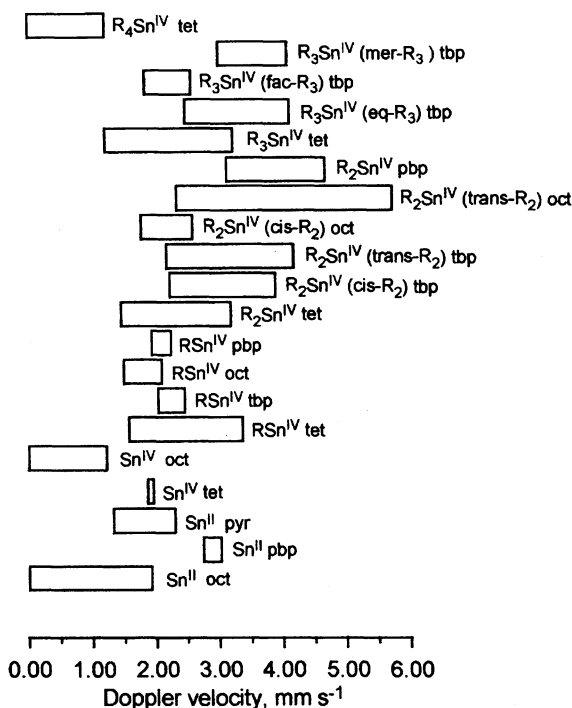 R₄Snᴵⱽ tet
R₃Snᴵⱽ (mer-R₃ ) tbp
R₃Snᴵⱽ (fac-R₃) tbp
R₃Snᴵⱽ (eq-R₃) tbp
R₃Snᴵⱽ tet
R₂Snᴵⱽ pbp
R₂Snᴵⱽ (trans-R₂) oct
R₂Snᴵⱽ (cis-R₂) oct
R₂Snᴵⱽ (trans-R₂) tbp
R₂Snᴵⱽ (cis-R₂) tbp
R₂Snᴵⱽ tet
RSnᴵⱽ pbp
RSnᴵⱽ oct
RSnᴵⱽ tbp
RSnᴵⱽ tet
Snᴵⱽ oct
Snᴵⱽ tet
Snᴵᴵ pyr
Snᴵᴵ pbp
Snᴵᴵ oct
0.00 1.00 2.00 3.00 4.00 5.00 6.00
Doppler velocity, mm s⁻¹